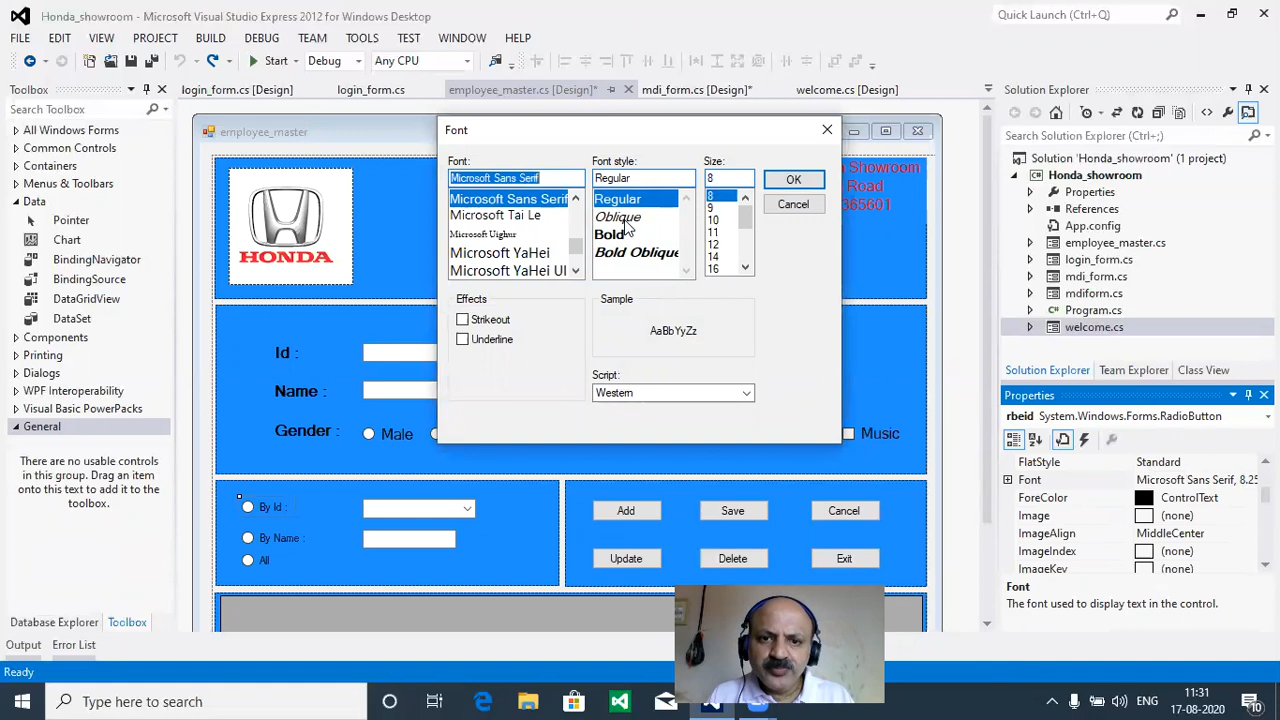 Honda_showroom - Microsoft Visual Studio Express 2012 for Windows Desktop
Quick Launch (Ctrl+Q)
FILE EDIT VIEW PROJECT BUILD DEBUG TEAM TOOLS TEST WINDOW HELP
Start Debug Any CPU
Toolbox
login_form.cs [Design] login_form.cs employee_master.cs [Design]* mdi_form.cs [Design]* welcome.cs [Design]
Solution Explorer
Search Toolbox
All Windows Forms
Common Controls
Containers
Menus & Toolbars
Data
Pointer
BindingNavigator
BindingSource
DataGridView
DataSet
Components
Printing
Dialogs
WPF Interoperability
Visual Basic PowerPacks
General
There are no usable controls
in this group. Drag an item
onto this text to add it to the
toolbox.
Database Explorer Toolbox
Output Error List
Ready
employee_master
HONDA
Showroom
Road
365601
Id :
Name :
Gender :
Male
Music
By Id :
By Name :
All
Add Save Cancel
Update Delete Exit
Font
Font: Font style: Size:
Microsoft Sans Serif Regular 8
Microsoft Sans Serif
Microsoft Tai Le
Microsoft Uighur
Microsoft YaHei
Microsoft YaHei UI
Regular
Oblique
Bold
Bold Oblique
8
9
10
11
12
14
16
OK
Cancel
Effects
Strikeout
Underline
Sample
AaBbYyZz
Script:
Western
Search Solution Explorer (Ctrl+;)
Solution 'Honda_showroom' (1 project)
Honda_showroom
Properties
References
App.config
employee_master.cs
login_form.cs
mdi_form.cs
mdiform.cs
Program.cs
welcome.cs
Solution Explorer Team Explorer Class View
Properties
rbeid System.Windows.Forms.RadioButton
FlatStyle Standard
Font Microsoft Sans Serif, 8.25
ForeColor ControlText
Image (none)
ImageAlign MiddleCenter
ImageIndex (none)
ImageKey (none)
Font
The font used to display text in the control.
Type here to search
ENG
11:31
17-08-2020
10